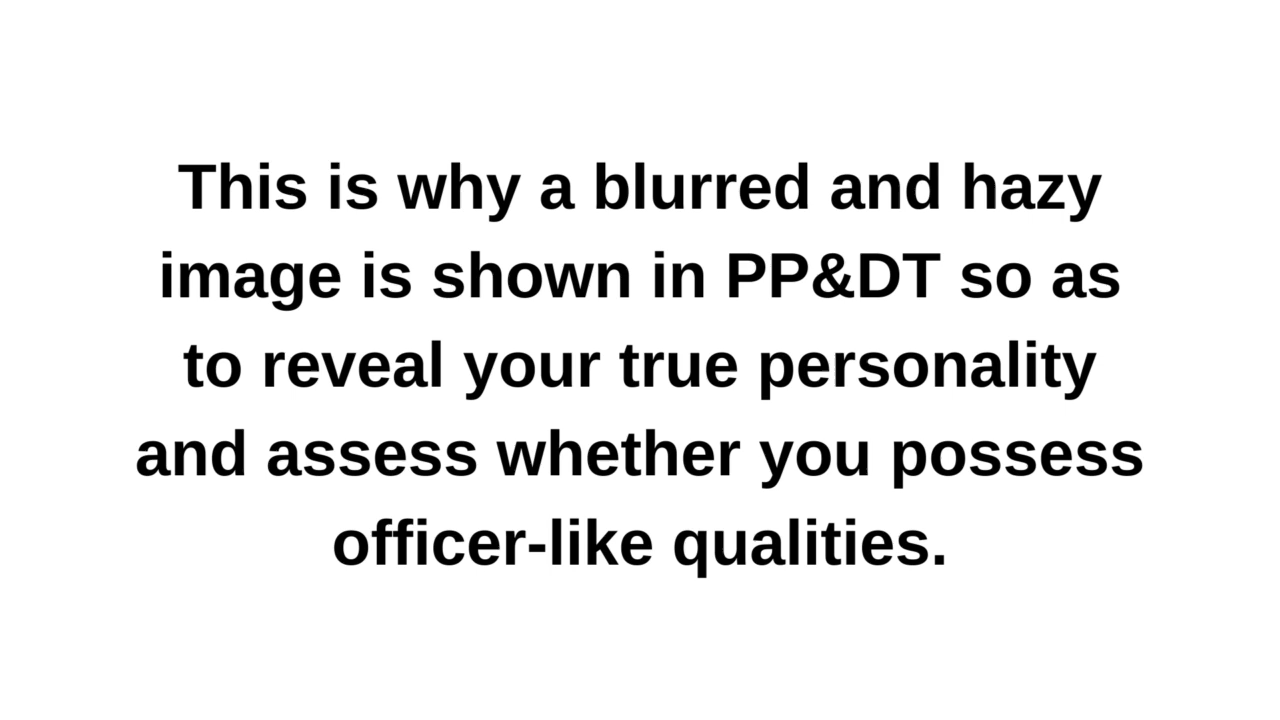 This is why a blurred and hazy
image is shown in PP&DT so as
to reveal your true personality
and assess whether you possess
officer-like qualities.